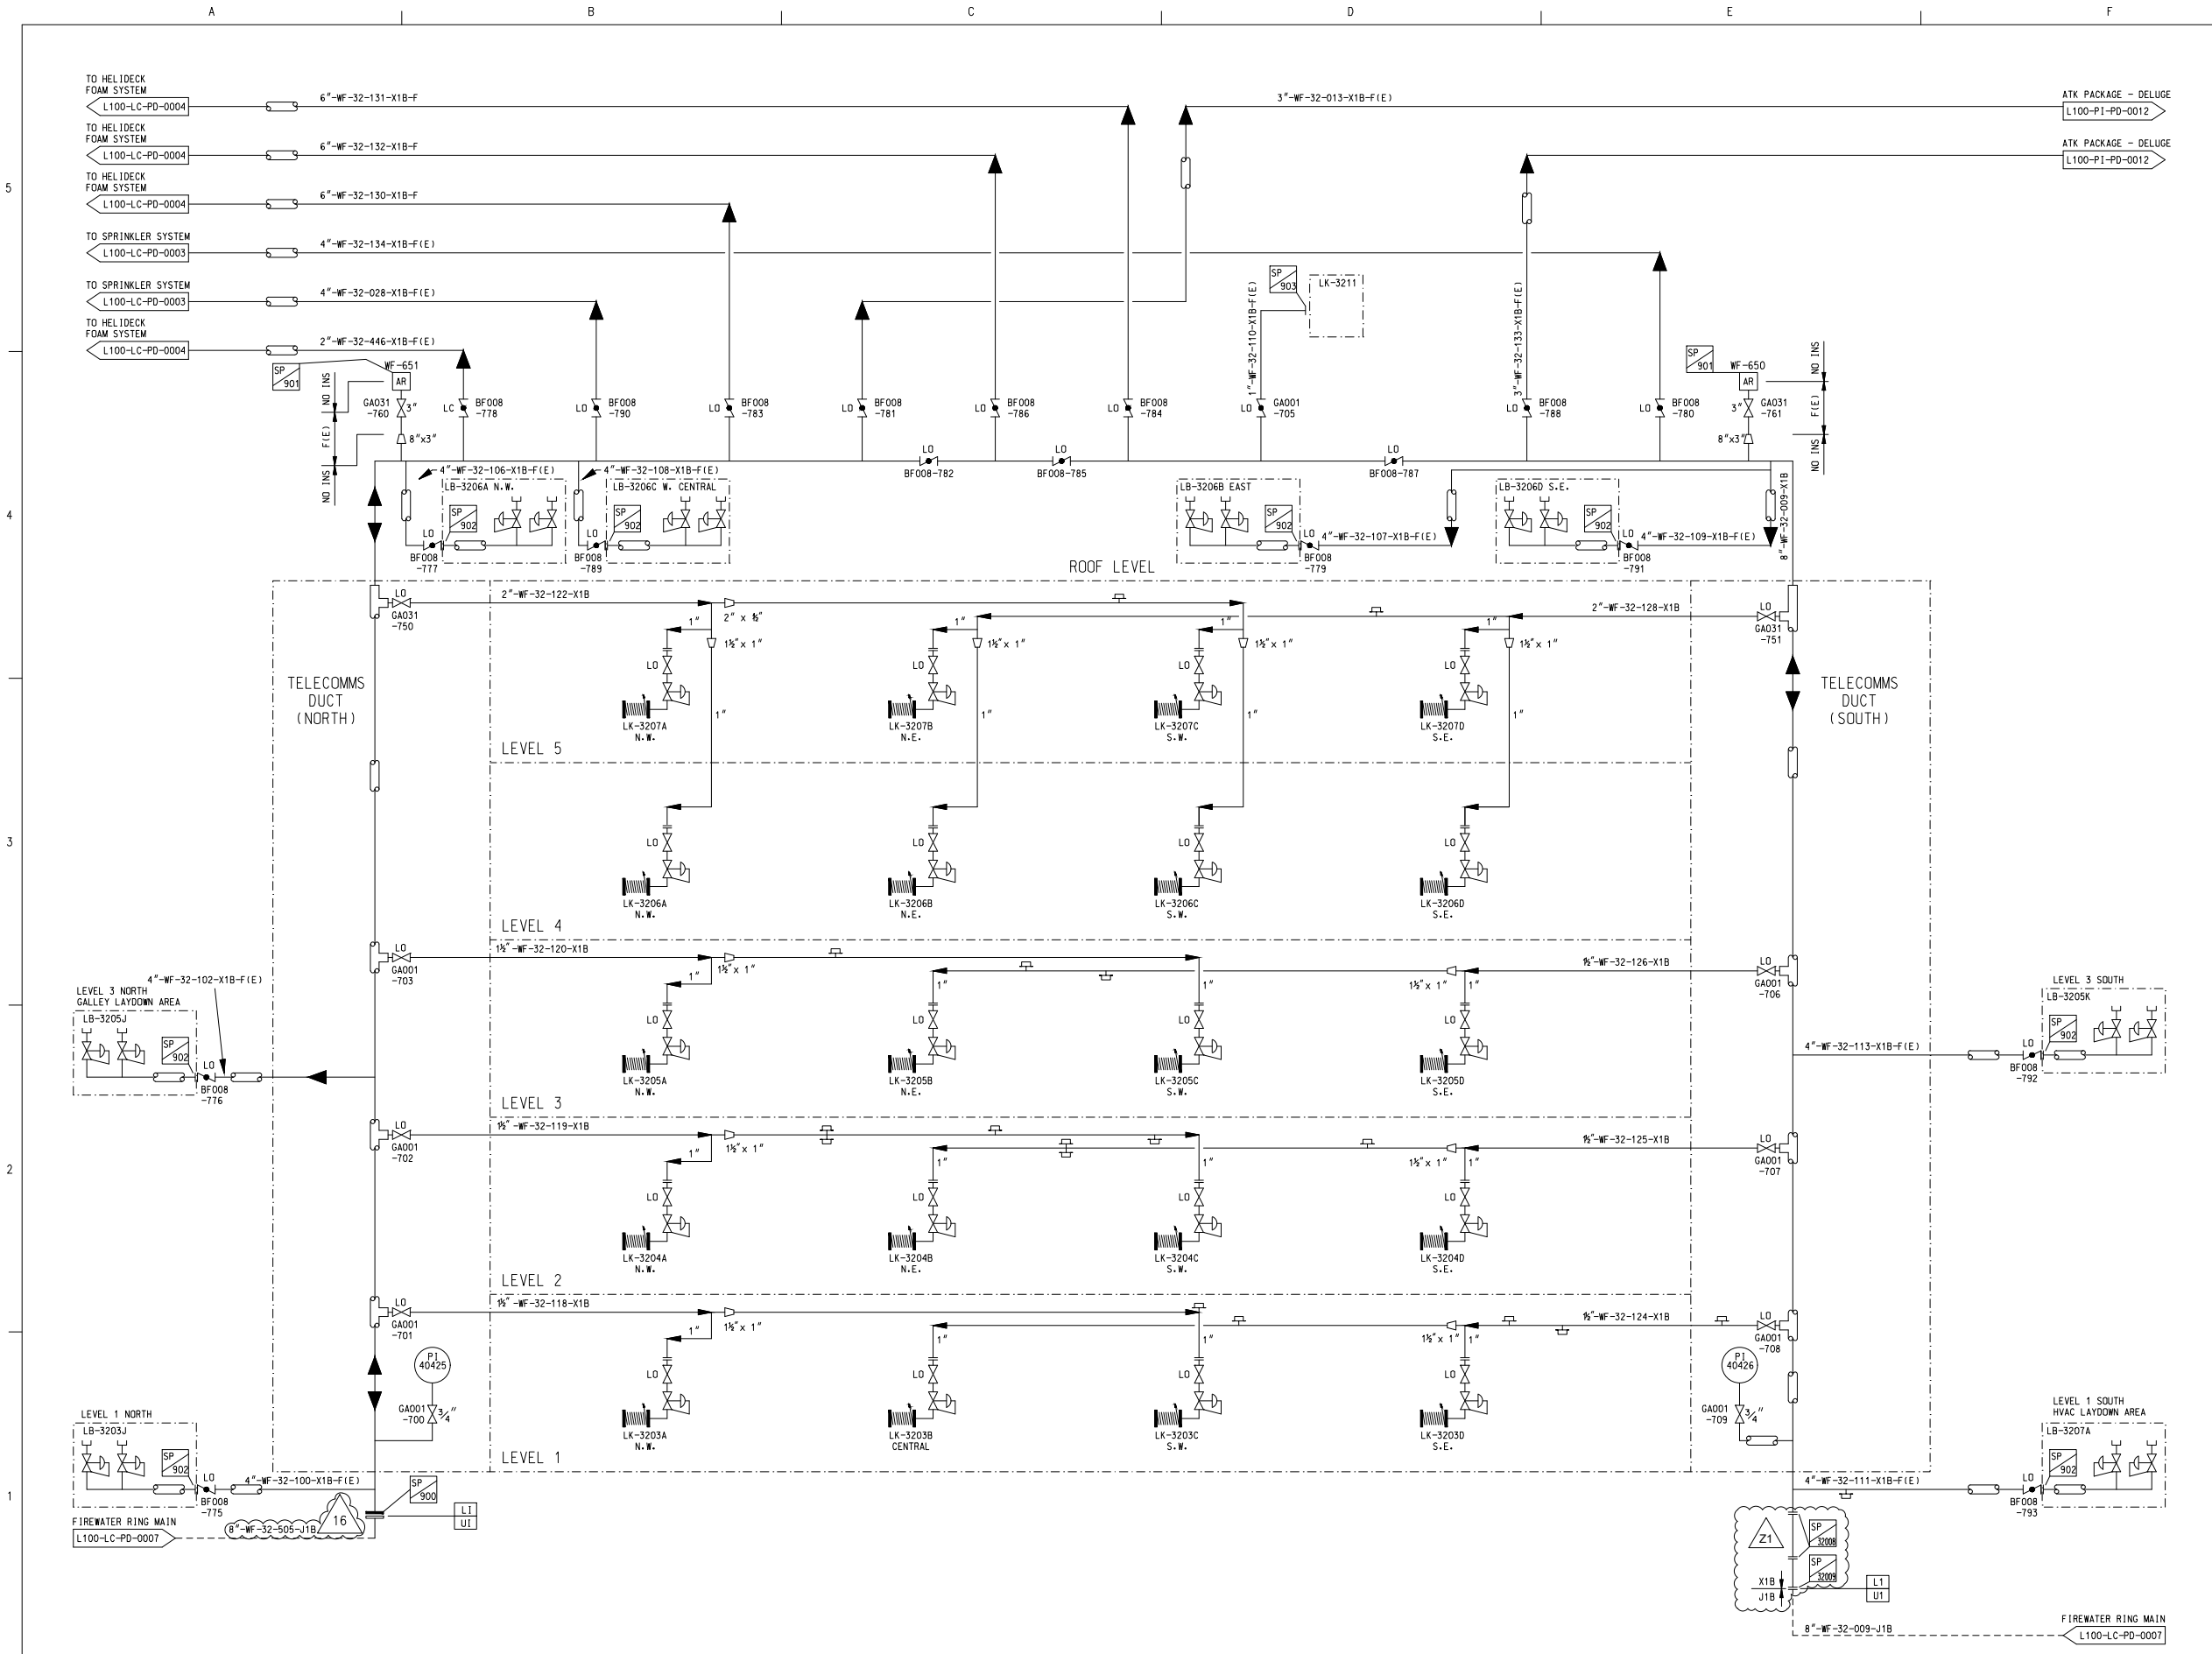 A
B
C
D
E
F
5
4
3
2
1
TO HELIDECK
FOAM SYSTEM
L100-LC-PD-0004
6"-WF-32-131-X1B-F
TO HELIDECK
FOAM SYSTEM
L100-LC-PD-0004
6"-WF-32-132-X1B-F
TO HELIDECK
FOAM SYSTEM
L100-LC-PD-0004
6"-WF-32-130-X1B-F
TO SPRINKLER SYSTEM
L100-LC-PD-0003
4"-WF-32-134-X1B-F(E)
TO SPRINKLER SYSTEM
L100-LC-PD-0003
4"-WF-32-028-X1B-F(E)
TO HELIDECK
FOAM SYSTEM
L100-LC-PD-0004
2"-WF-32-446-X1B-F(E)
3"-WF-32-013-X1B-F(E)
ATK PACKAGE - DELUGE
L100-PI-PD-0012
ATK PACKAGE - DELUGE
L100-PI-PD-0012
SP
903
LK-3211
1"-WF-32-110-X1B-F(E)
3"-WF-32-133-X1B-F(E)
SP
901
WF-651
AR
NO INS
F(E)
NO INS
GA031
-760
3"
8"x3"
LC
BF008
-778
LO
BF008
-790
LO
BF008
-783
LO
BF008
-781
LO
BF008
-786
LO
BF008
-784
LO
GA001
-705
LO
BF008
-788
LO
BF008
-780
SP
901
WF-650
AR
3"
GA031
-761
8"x3"
NO INS
F(E)
NO INS
LO
BF008-782
LO
BF008-785
LO
BF008-787
4"-WF-32-106-X1B-F(E)
LB-3206A N.W.
SP
902
LO
BF008
-777
4"-WF-32-108-X1B-F(E)
LB-3206C W. CENTRAL
SP
902
LO
BF008
-789
LB-3206B EAST
SP
902
LO
BF008
-779
4"-WF-32-107-X1B-F(E)
LB-3206D S.E.
SP
902
LO
BF008
-791
4"-WF-32-109-X1B-F(E)
8"-WF-32-009-X1B
ROOF LEVEL
LO
GA031
-750
2"-WF-32-122-X1B
2" x ½"
2"-WF-32-128-X1B
LO
GA031
-751
TELECOMMS
DUCT
(NORTH)
TELECOMMS
DUCT
(SOUTH)
1"
1½"x 1"
LO
1"
LK-3207A
N.W.
1"
1½"x 1"
LO
1"
LK-3207B
N.E.
1"
1½"x 1"
LO
1"
LK-3207C
S.W.
1"
1½"x 1"
LO
1"
LK-3207D
S.E.
LEVEL 5
LO
LK-3206A
N.W.
LO
LK-3206B
N.E.
LO
LK-3206C
S.W.
LO
LK-3206D
S.E.
LEVEL 4
LO
GA001
-703
1½"-WF-32-120-X1B
1"
1½"x 1"
1"
1"
1½"x 1"
1"
½"-WF-32-126-X1B
LO
GA001
-706
LO
LK-3205A
N.W.
LO
LK-3205B
N.E.
LO
LK-3205C
S.W.
LO
LK-3205D
S.E.
LEVEL 3
4"-WF-32-102-X1B-F(E)
LEVEL 3 NORTH
GALLEY LAYDOWN AREA
LB-3205J
SP
902
LO
BF008
-776
LEVEL 3 SOUTH
LB-3205K
SP
902
4"-WF-32-113-X1B-F(E)
LO
BF008
-792
LO
GA001
-702
½"-WF-32-119-X1B
1"
1½"x 1"
1"
1"
1½"x 1"
1"
½"-WF-32-125-X1B
LO
GA001
-707
LO
LK-3204A
N.W.
LO
LK-3204B
N.E.
LO
LK-3204C
S.W.
LO
LK-3204D
S.E.
LEVEL 2
LO
GA001
-701
½"-WF-32-118-X1B
1"
1½"x 1"
1"
1"
1½"x 1"
1"
½"-WF-32-124-X1B
LO
GA001
-708
PI
40425
GA001
-700
3/4"
LO
LK-3203A
N.W.
LO
LK-3203B
CENTRAL
LO
LK-3203C
S.W.
LO
LK-3203D
S.E.
PI
40426
GA001
-709
3/4"
LEVEL 1
LEVEL 1 NORTH
LB-3203J
SP
902
LO
BF008
-775
4"-WF-32-100-X1B-F(E)
SP
900
LI
UI
16
FIREWATER RING MAIN
L100-LC-PD-0007
8"-WF-32-505-J1B
LEVEL 1 SOUTH
HVAC LAYDOWN AREA
LB-3207A
SP
902
4"-WF-32-111-X1B-F(E)
LO
BF008
-793
Z1
SP
32008
SP
32009
X1B
J1B
L1
U1
FIREWATER RING MAIN
L100-LC-PD-0007
8"-WF-32-009-J1B